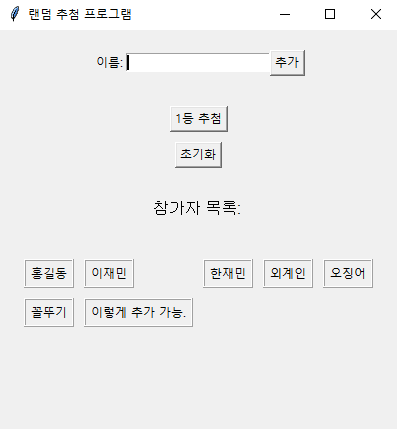 랜덤 추첨 프로그램
이름: 추가
1등 추첨
초기화
참가자 목록:
홍길동 이재민 한재민 외계인 오징어
꼴뚜기 이렇게 추가 가능.